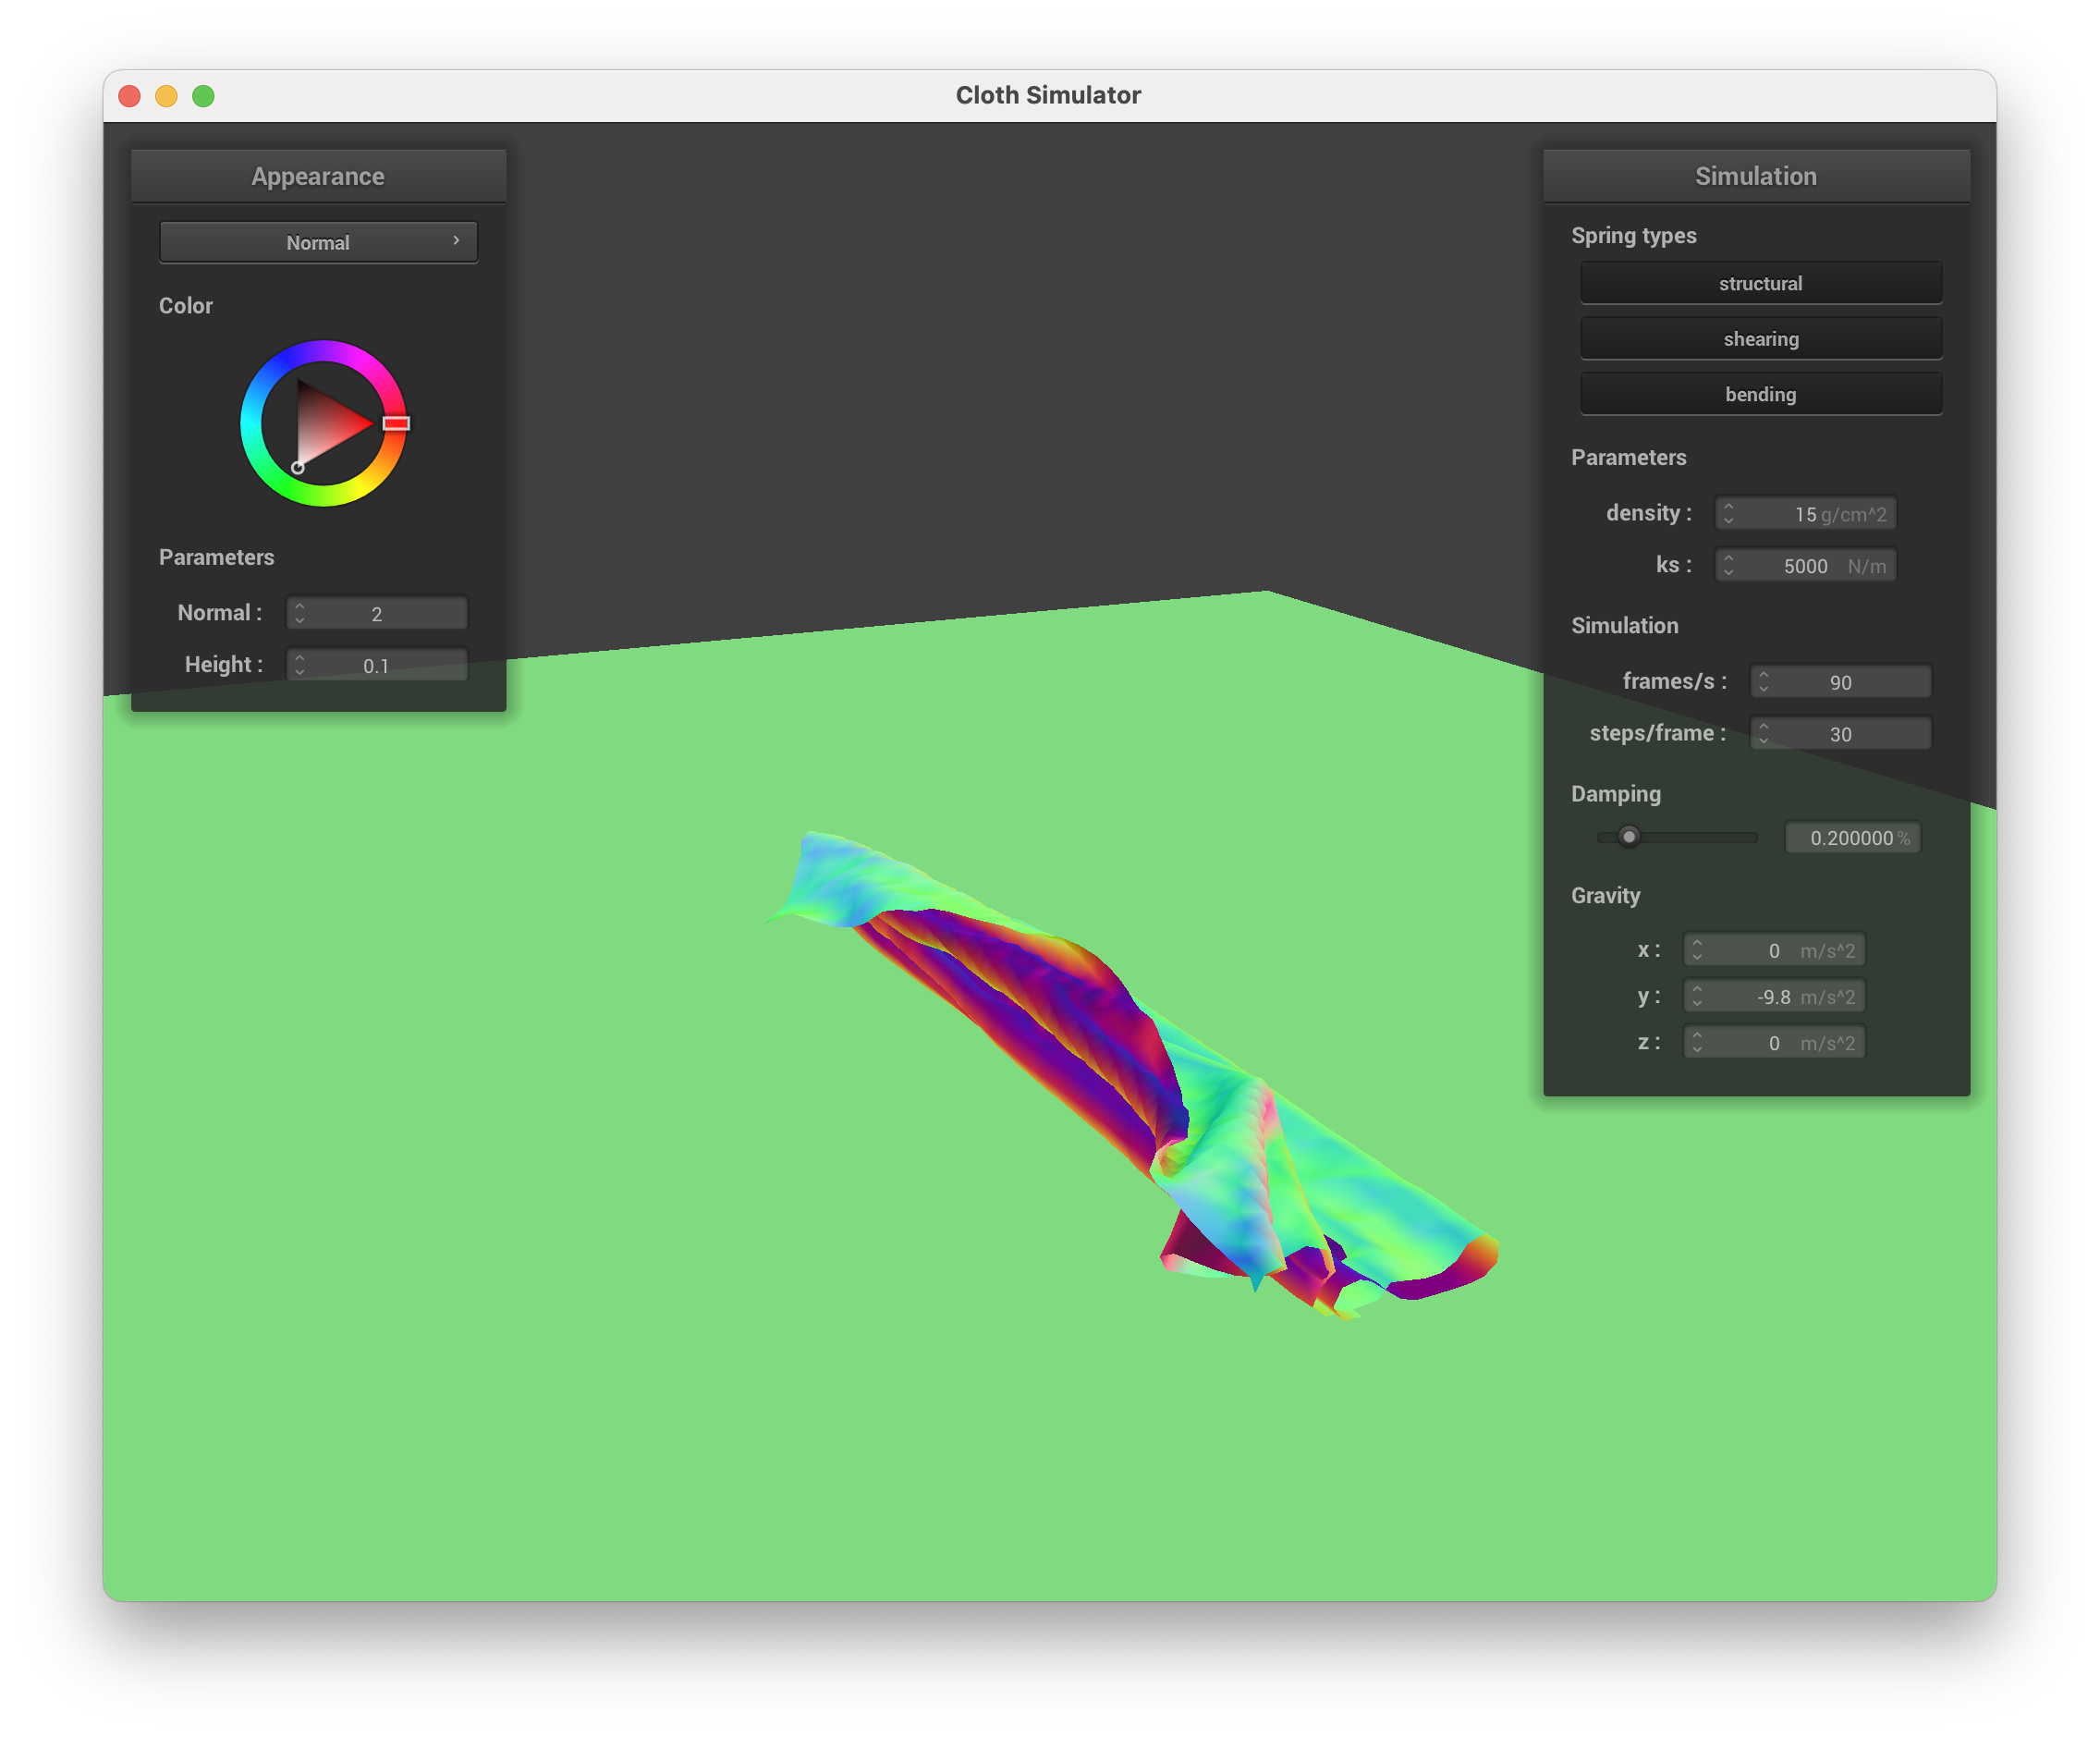 Cloth Simulator
Appearance
Normal
Color
Parameters
Normal : 2
Height : 0.1
Simulation
Spring types
structural
shearing
bending
Parameters
density : 15 g/cm^2
ks : 5000 N/m
Simulation
frames/s : 90
steps/frame : 30
Damping
0.200000 %
Gravity
x : 0 m/s^2
y : -9.8 m/s^2
z : 0 m/s^2